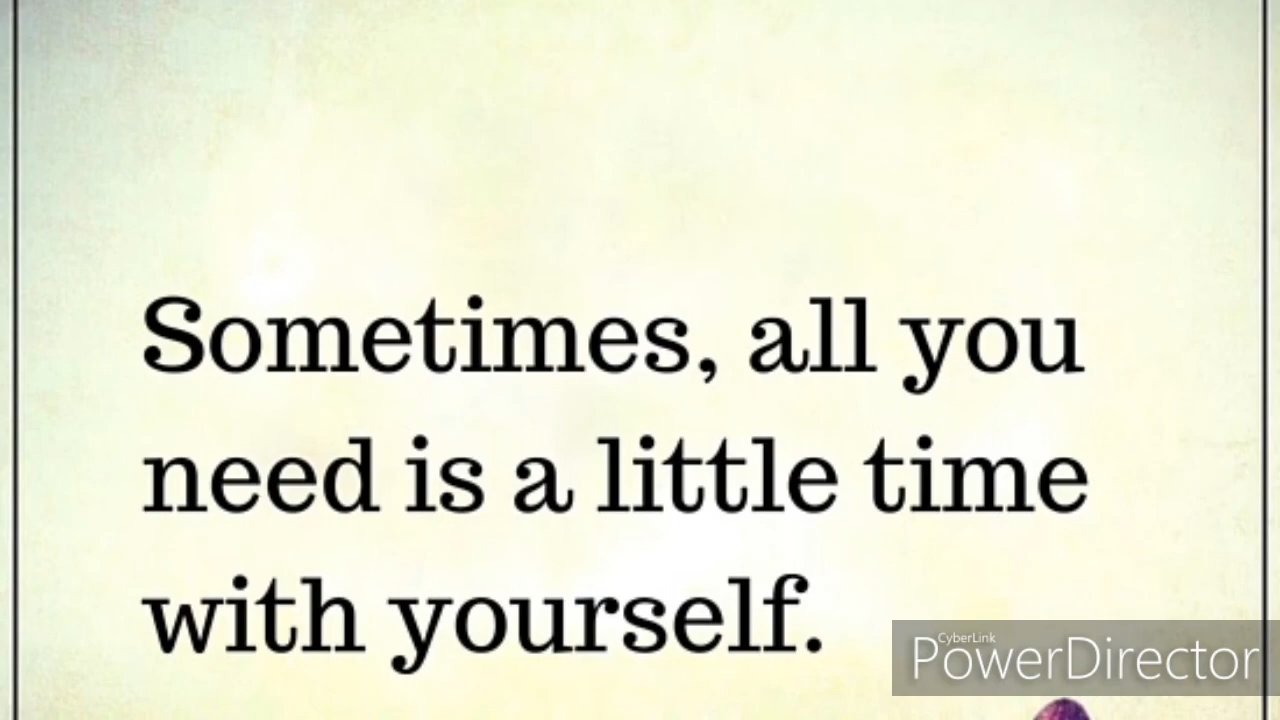 Sometimes, all you
need is a little time
with yourself.
CyberLink
PowerDirector